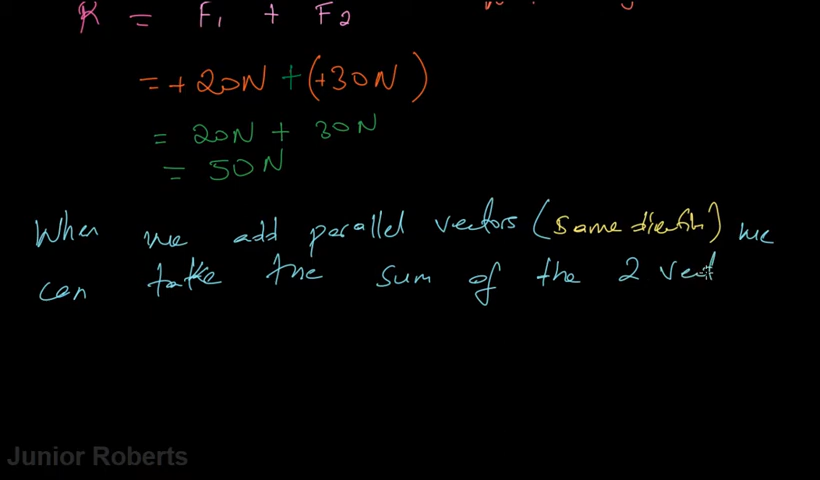 R = F1 + F2
= +20N + (+30N)
= 20N + 30N
= 50N
When we add parallel vectors (same direction) we
can take the sum of the 2 vect
Junior Roberts